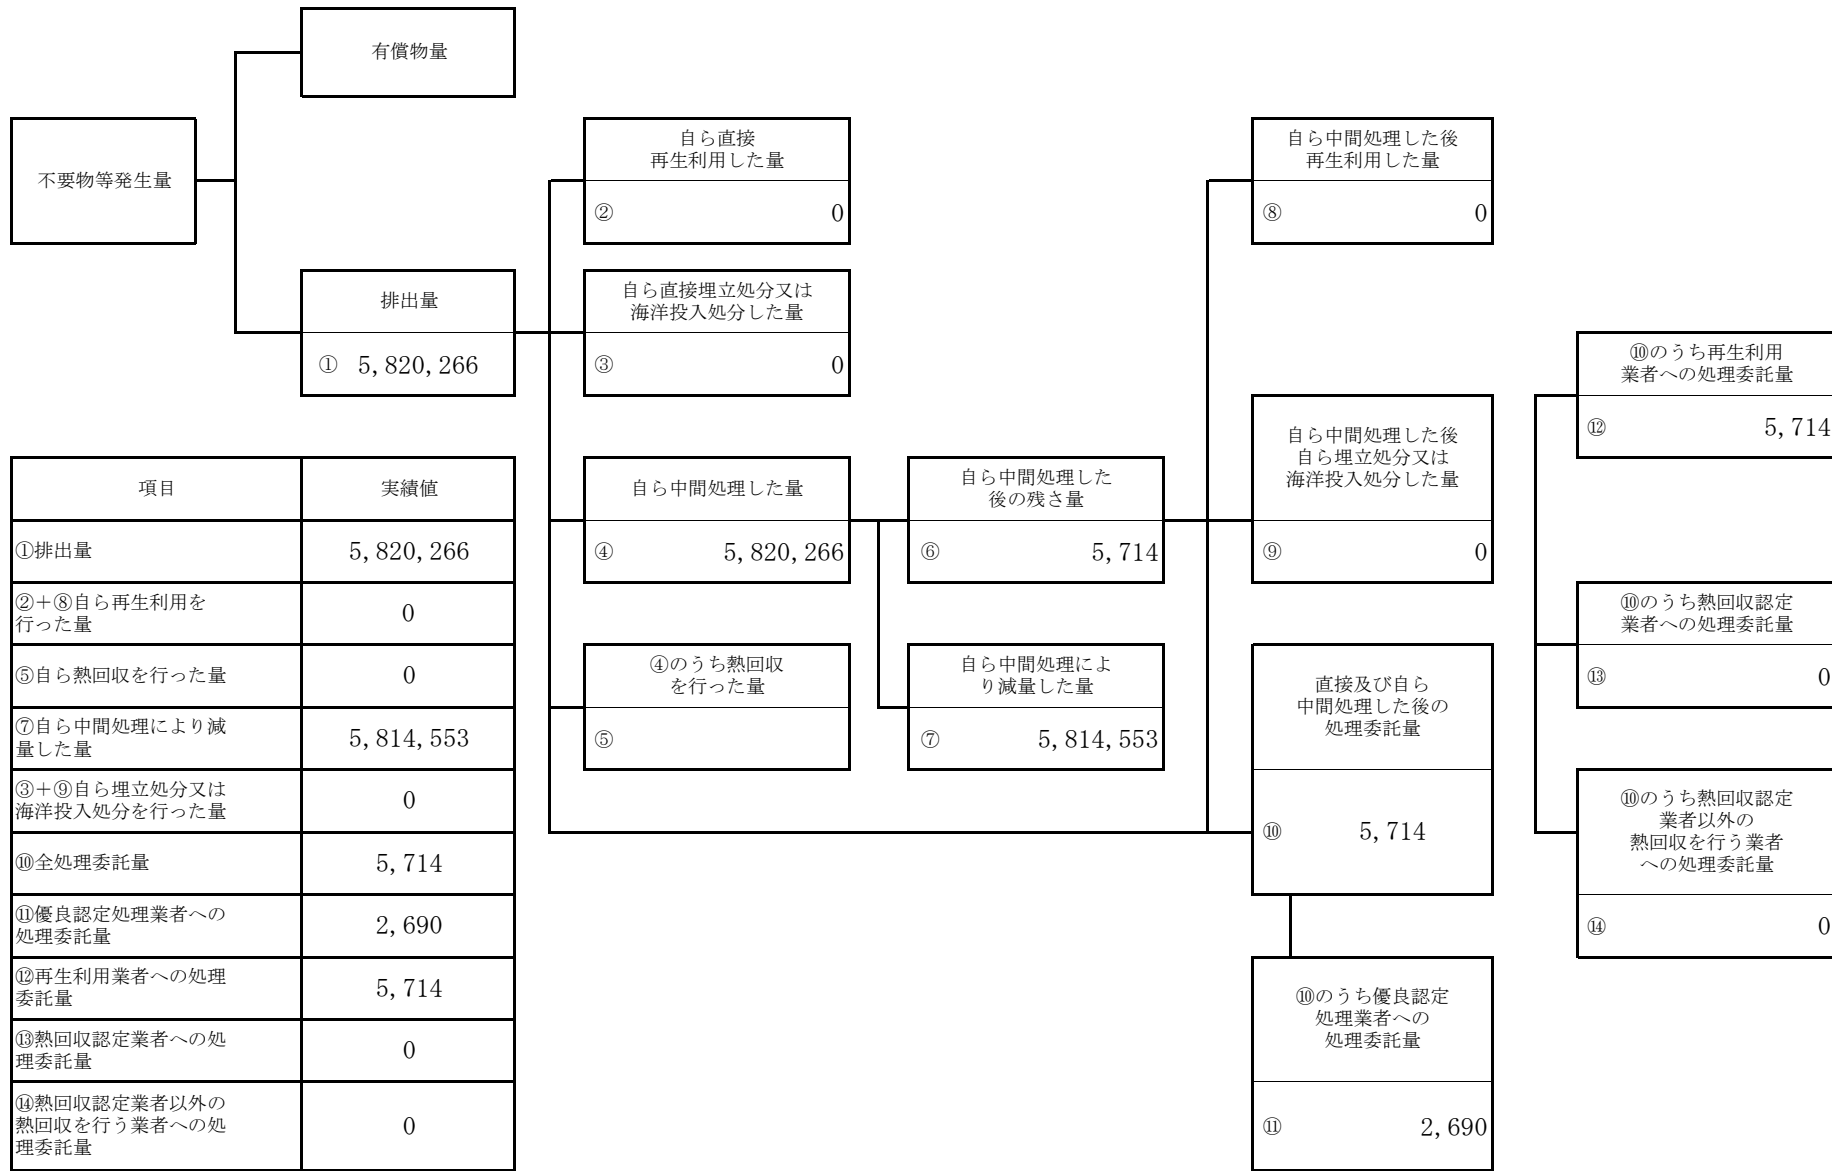 有償物量
不要物等発生量
排出量
① 5,820,266
自ら直接
再生利用した量
② 0
自ら直接埋立処分又は
海洋投入処分した量
③ 0
自ら中間処理した量
④ 5,820,266
④のうち熱回収
を行った量
⑤
自ら中間処理した
後の残さ量
⑥ 5,714
自ら中間処理によ
り減量した量
⑦ 5,814,553
自ら中間処理した後
再生利用した量
⑧ 0
自ら中間処理した後
自ら埋立処分又は
海洋投入処分した量
⑨ 0
直接及び自ら
中間処理した後の
処理委託量
⑩ 5,714
⑩のうち優良認定
処理業者への
処理委託量
⑪ 2,690
⑩のうち再生利用
業者への処理委託量
⑫ 5,714
⑩のうち熱回収認定
業者への処理委託量
⑬ 0
⑩のうち熱回収認定
業者以外の
熱回収を行う業者
への処理委託量
⑭ 0
項目 実績値
①排出量 5,820,266
②＋⑧自ら再生利用を
行った量 0
⑤自ら熱回収を行った量 0
⑦自ら中間処理により減
量した量 5,814,553
③＋⑨自ら埋立処分又は
海洋投入処分を行った量 0
⑩全処理委託量 5,714
⑪優良認定処理業者への
処理委託量 2,690
⑫再生利用業者への処理
委託量 5,714
⑬熱回収認定業者への処
理委託量 0
⑭熱回収認定業者以外の
熱回収を行う業者への処
理委託量 0